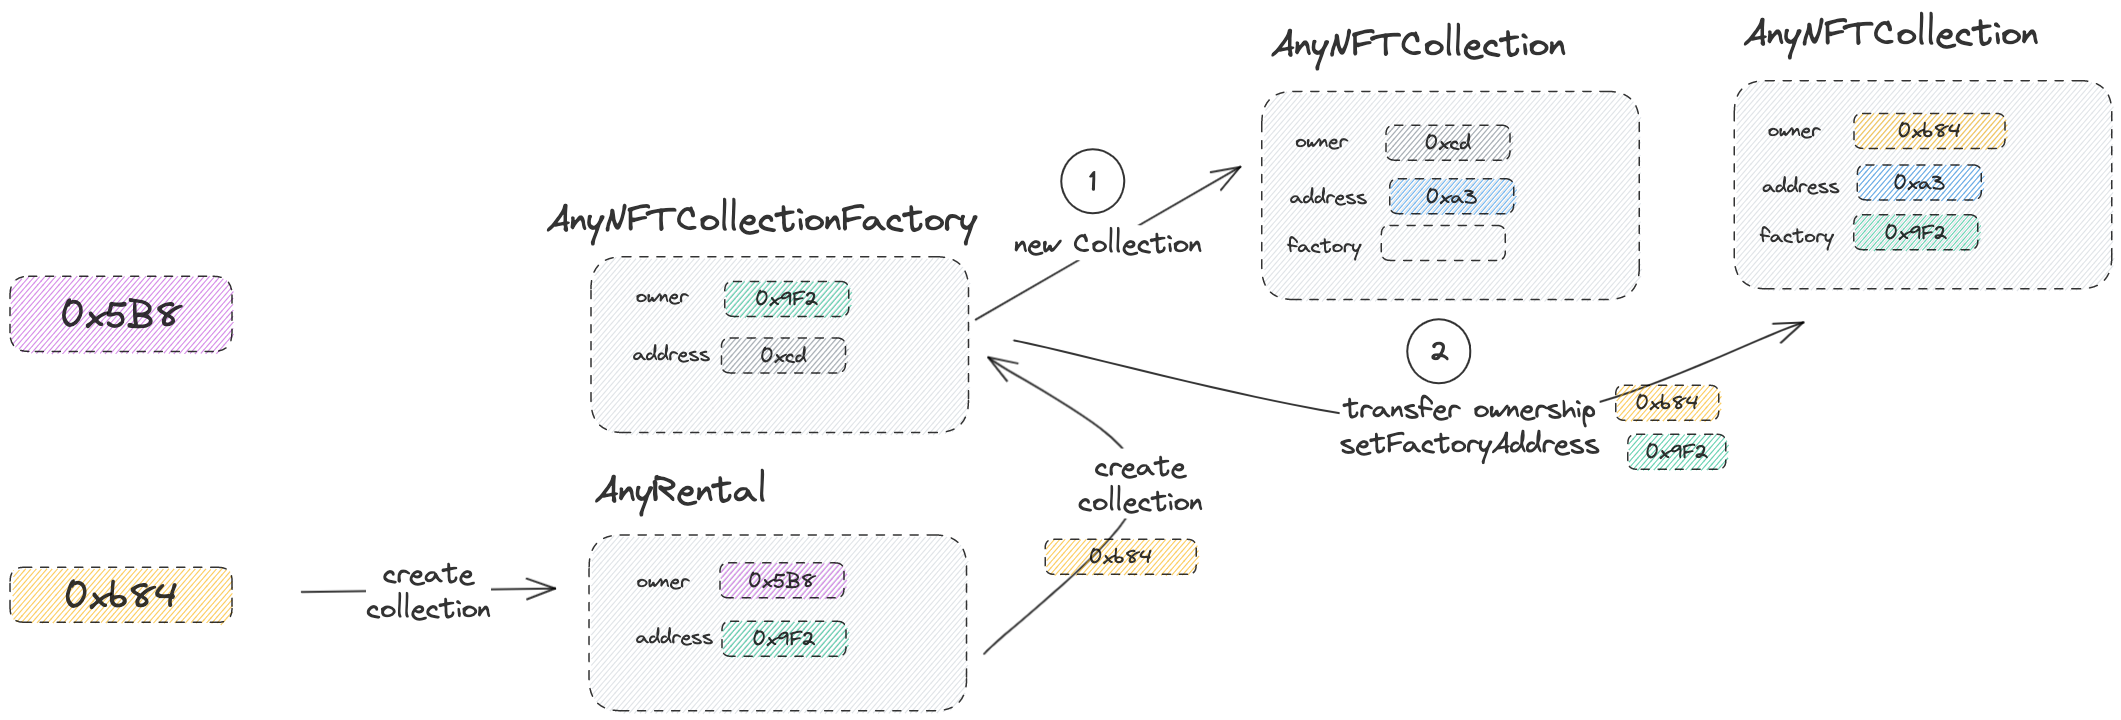 0x5B8
0xb84
create
collection
AnyNFTCollectionFactory
owner 0x9F2
address 0xcd
AnyRental
owner 0x5B8
address 0x9F2
create
collection
0xb84
1
new Collection
AnyNFTCollection
owner 0xcd
address 0xa3
factory
2
transfer ownership 0xb84
setFactoryAddress 0x9F2
AnyNFTCollection
owner 0xb84
address 0xa3
factory 0x9F2